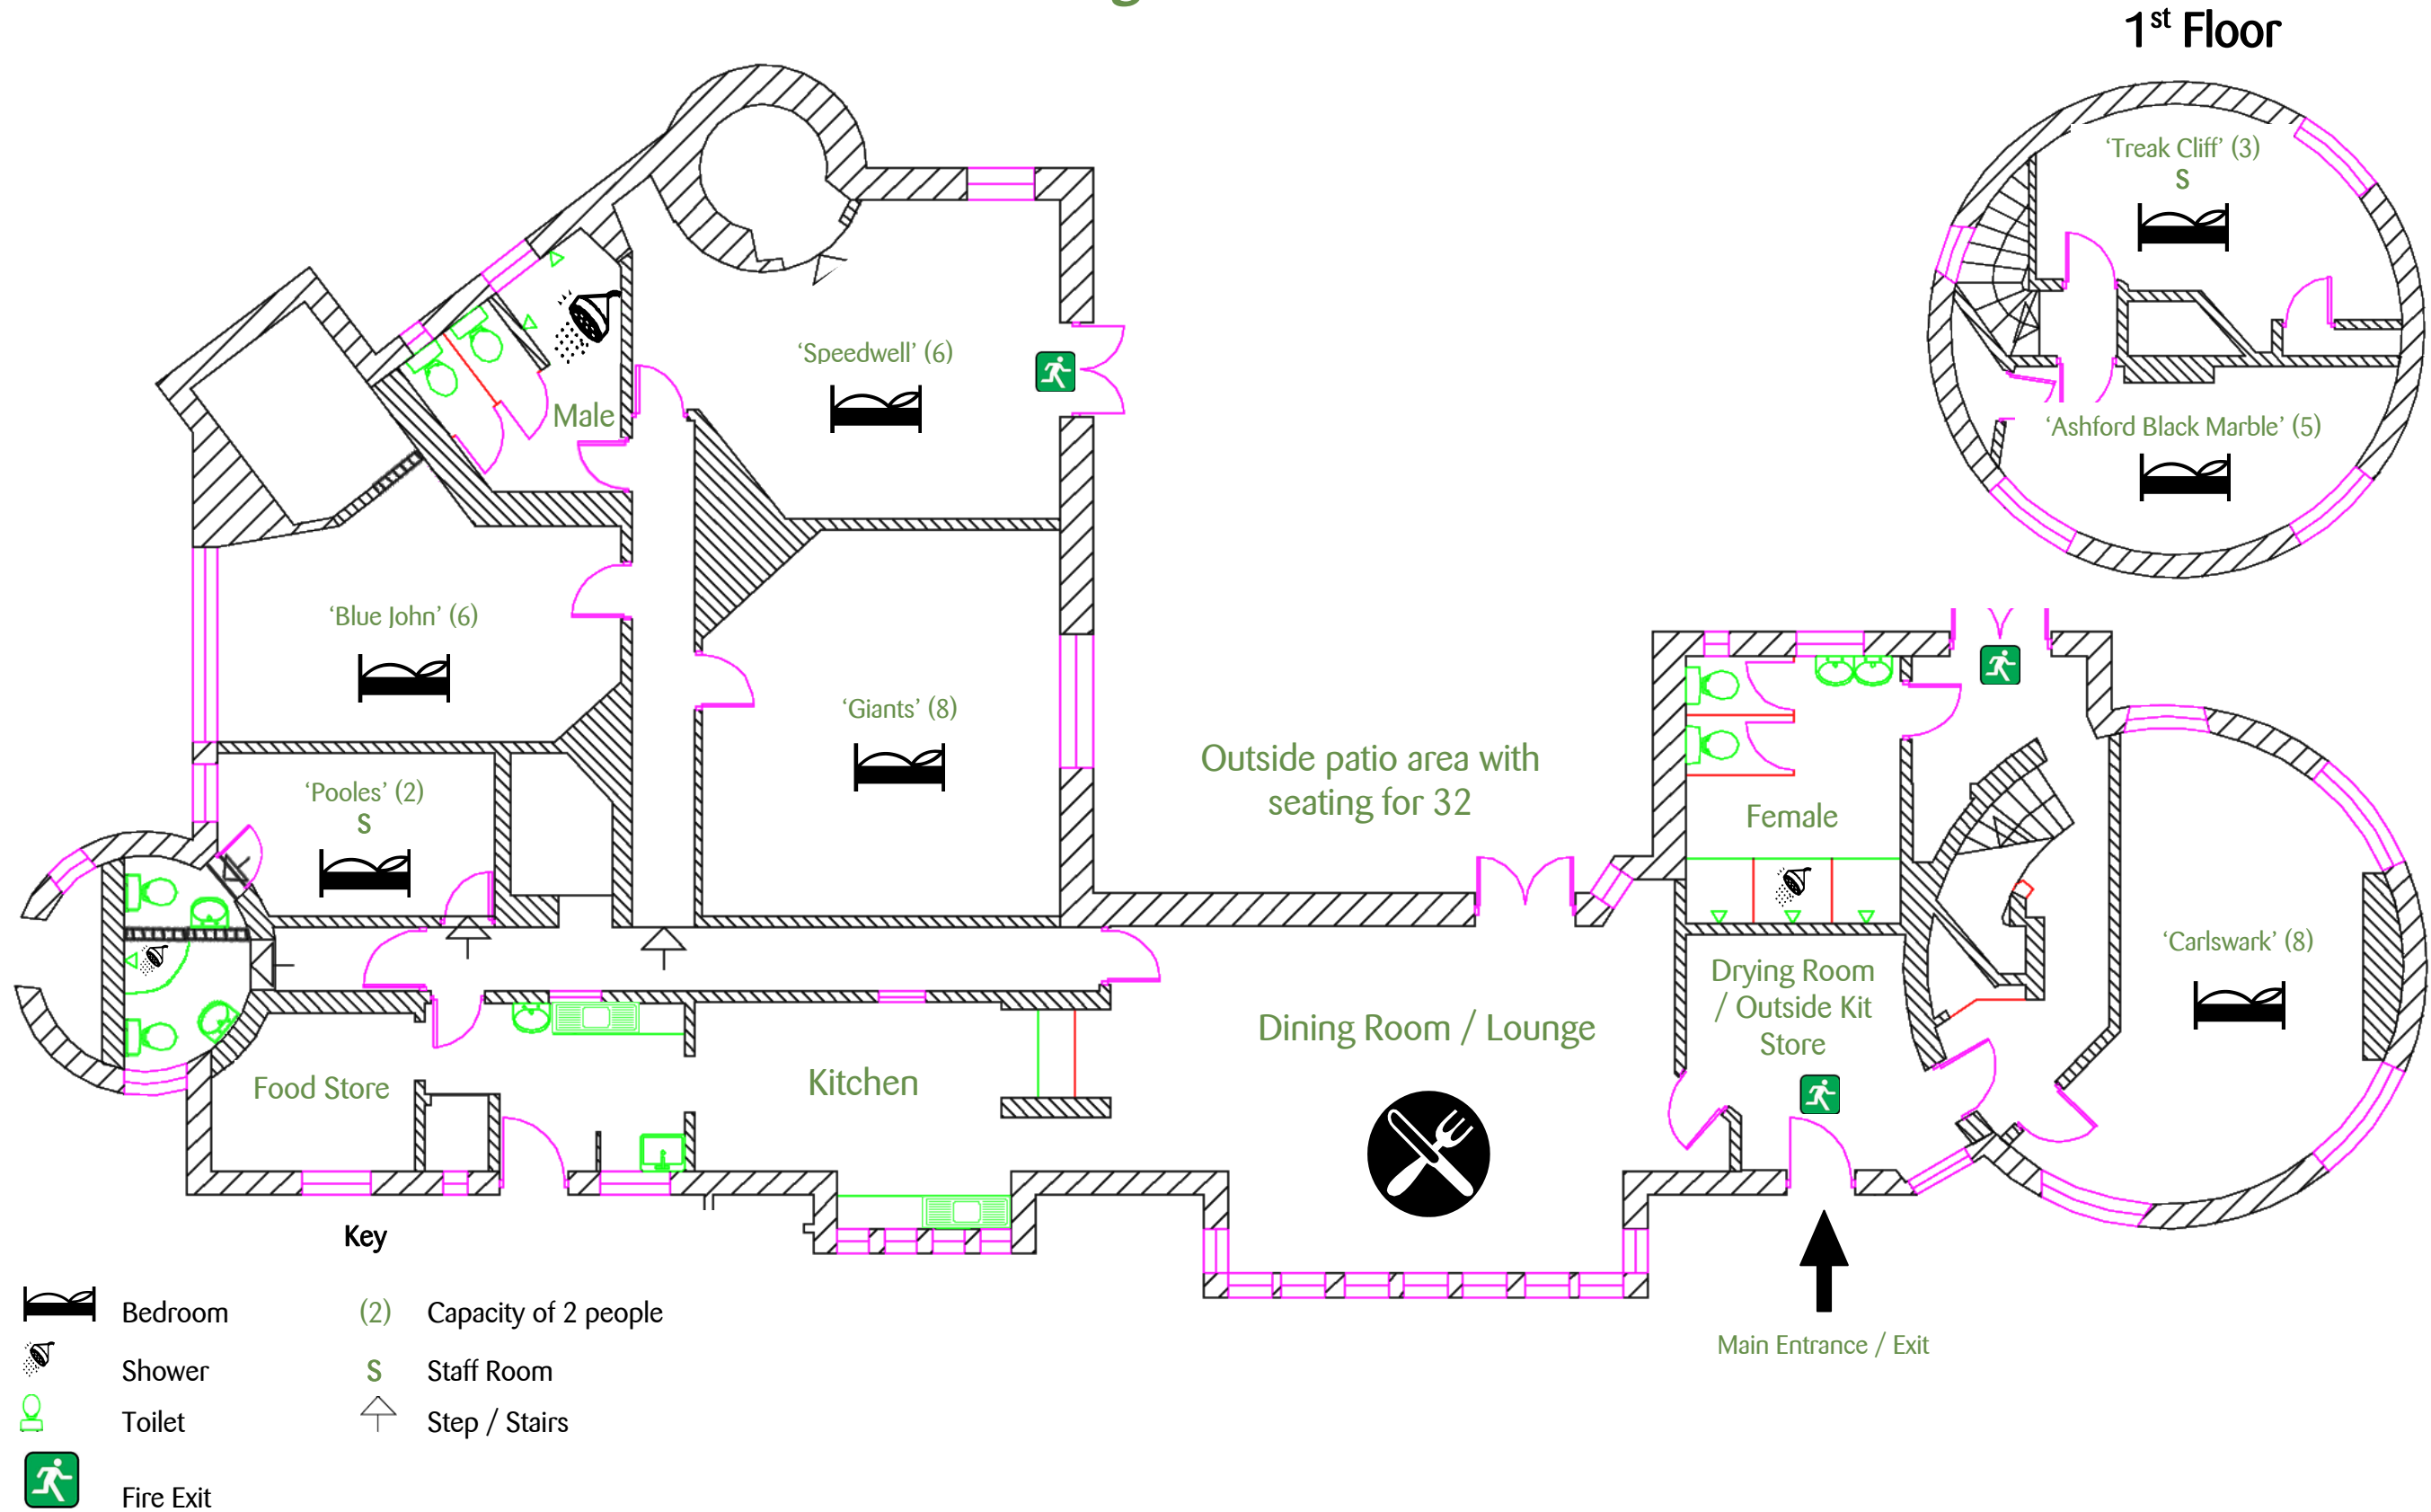 1st Floor
‘Treak Cliff’ (3)
S
‘Ashford Black Marble’ (5)
‘Speedwell’ (6)
Male
‘Blue John’ (6)
‘Giants’ (8)
‘Pooles’ (2)
S
Outside patio area with
seating for 32
Female
‘Carlswark’ (8)
Drying Room
/ Outside Kit
Store
Dining Room / Lounge
Kitchen
Food Store
Main Entrance / Exit
Key
Bedroom
(2) Capacity of 2 people
Shower
S Staff Room
Toilet
Step / Stairs
Fire Exit